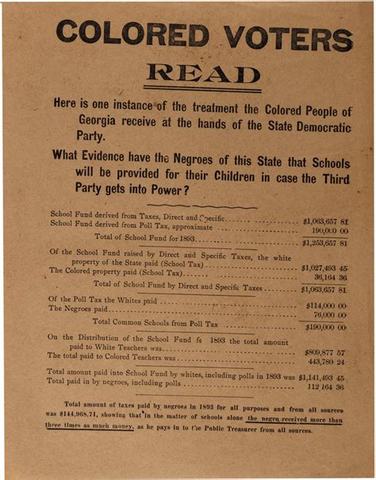 COLORED VOTERS
READ
Here is one instance of the treatment the Colored People of
Georgia receive at the hands of the State Democratic
Party.
What Evidence have the Negroes of this State that Schools
will be provided for their Children in case the Third
Party gets into Power?
School Fund derived from Taxes, Direct and Specific........ $1,063,657 81
School Fund derived from Poll Tax, approximate ........ 190,000 00
Total of School Fund for 1893........ $1,253,657 81
Of the School Fund raised by Direct and Specific Taxes, the white
property of the State paid (School Tax)........ $1,027,493 45
The Colored property paid (School Tax)........ 36,164 36
Total of School Fund by Direct and Specific Taxes........ $1,063,657 81
Of the Poll Tax the Whites paid ........ $114,000 00
The Negroes paid........ 76,000 00
Total Common Schools from Poll Tax ........ $190,000 00
On the Distribution of the School Fund 1893 the total amount
paid to White Teachers was........ $809,877 57
The total paid to Colored Teachers was........ 443,780 24
Total amount paid into School Fund by whites, including polls in 1893 was $1,141,493 45
Total paid in by negroes, including polls........ 112,164 36
Total amount of taxes paid by negroes in 1893 for all purposes and from all sources
was $144,968.71, showing that in the matter of schools alone the negro received more than
three times as much money, as he pays in to the Public Treasurer from all sources.